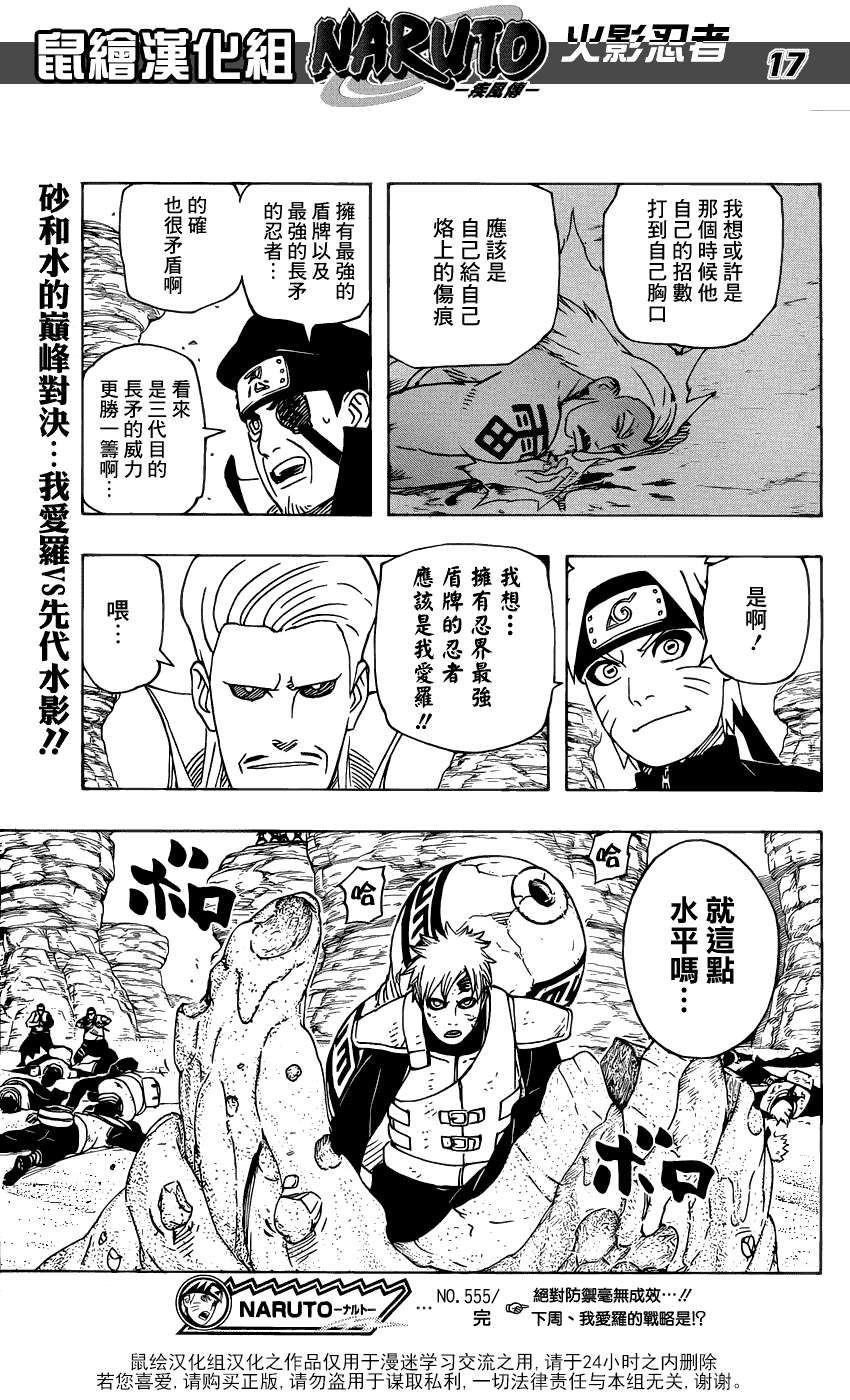 鼠繪漢化組
NARUTO
—疾風傳—
火影忍者
17
我想或許是
那個時候他
自己的招數
打到自己胸口
應該是
自己給自己
烙上的傷痕
擁有最強的
盾牌以及
最強的長矛
的忍者…
的確
也很矛盾啊
看來
是三代目的
長矛的威力
更勝一籌啊…
砂和水的巔峰對決…我愛羅VS先代水影!!
是啊!
我想…
擁有忍界最強
盾牌的忍者
應該是我愛羅!!
喂…
就這點
水平嗎…
哈
哈
ボロ
ボロ
NARUTO—ナルト—
…
NO.555/
完
☞
絕對防禦毫無成效…!!
下周、我愛羅的戰略是!?
鼠绘汉化组汉化之作品仅用于漫迷学习交流之用, 请于24小时之内删除
若您喜爱, 请购买正版, 请勿盗用于谋取私利, 一切法律责任与本组无关, 谢谢。